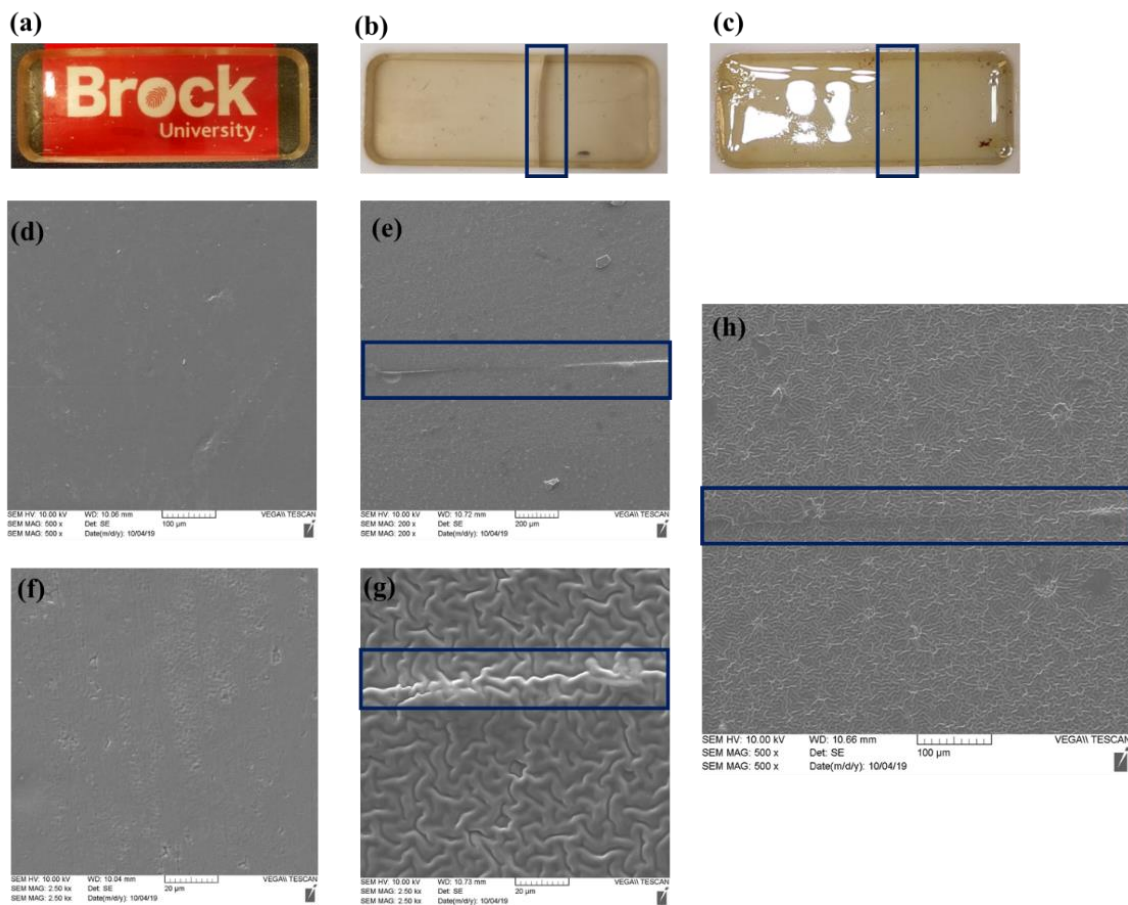 (a)
(b)
(c)
Brock
University
(d)
(e)
SEM HV: 10.00 kV WD: 10.06 mm VEGA\\ TESCAN
SEM MAG: 500 x Det: SE 100 µm
SEM MAG: 500 x Date(m/d/y): 10/04/19
SEM HV: 10.00 kV WD: 10.72 mm VEGA\\ TESCAN
SEM MAG: 200 x Det: SE 200 µm
SEM MAG: 200 x Date(m/d/y): 10/04/19
(h)
SEM HV: 10.00 kV WD: 10.66 mm VEGA\\ TESCAN
SEM MAG: 500 x Det: SE 100 µm
SEM MAG: 500 x Date(m/d/y): 10/04/19
(f)
(g)
SEM HV: 10.00 kV WD: 10.04 mm VEGA\\ TESCAN
SEM MAG: 2.50 kx Det: SE 20 µm
SEM MAG: 2.50 kx Date(m/d/y): 10/04/19
SEM HV: 10.00 kV WD: 10.73 mm VEGA\\ TESCAN
SEM MAG: 2.50 kx Det: SE 20 µm
SEM MAG: 2.50 kx Date(m/d/y): 10/04/19